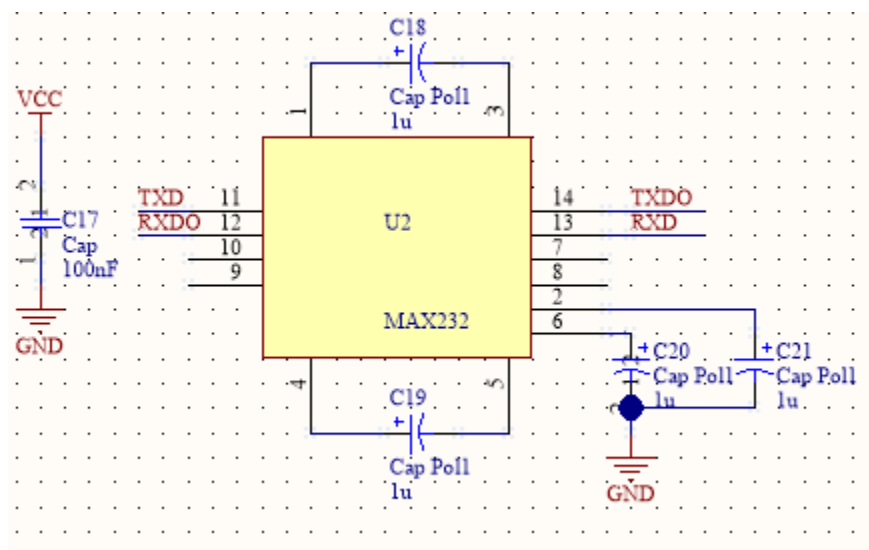 C18
+
Cap Pol1
1u
1
3
VCC
2
C17
Cap
100nF
1
GND
TXD 11
RXDO 12
10
9
U2
MAX232
14 TXDO
13 RXD
7
8
2
6
+ C20
Cap Pol1
1u
+ C21
Cap Pol1
1u
GND
4
5
C19
+
Cap Pol1
1u